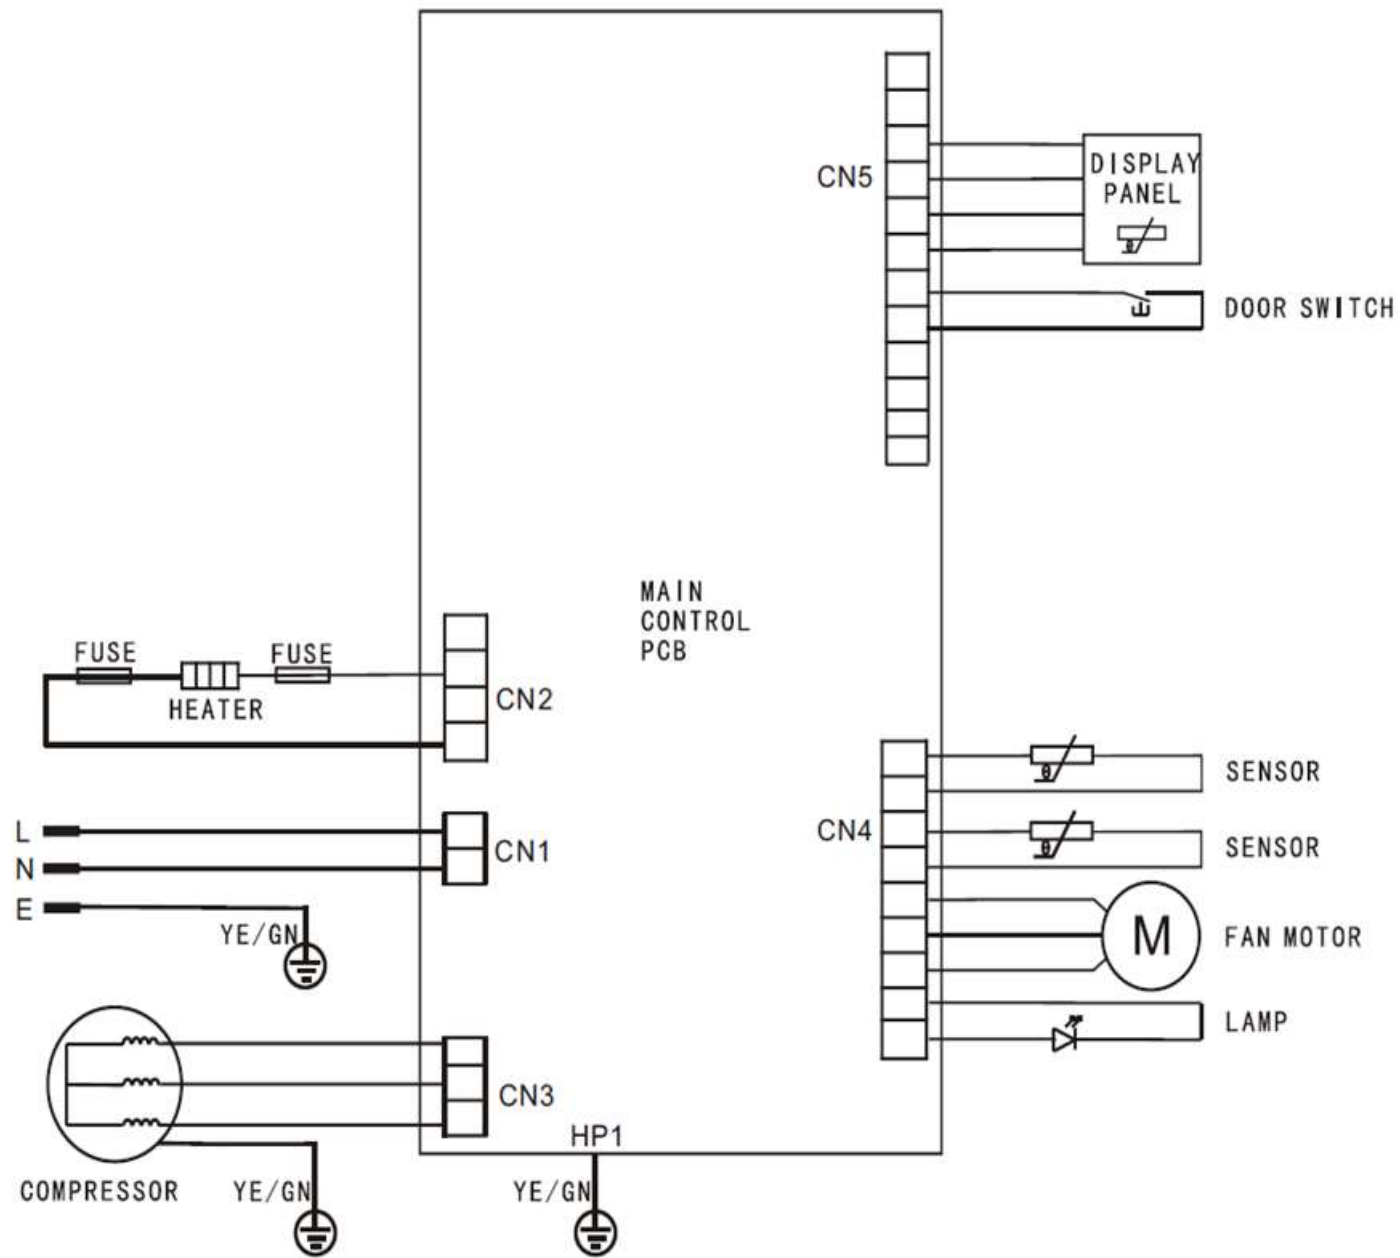 CN5
DISPLAY
PANEL
θ
DOOR SWITCH
MAIN
CONTROL
PCB
FUSE
FUSE
HEATER
CN2
L
N
E
CN1
YE/GN
CN4
θ
SENSOR
θ
SENSOR
M
FAN MOTOR
LAMP
CN3
COMPRESSOR
YE/GN
HP1
YE/GN